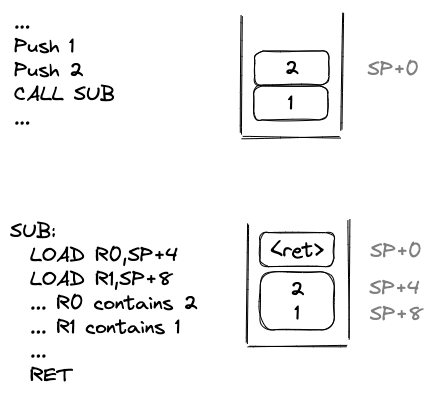 ...
Push 1
Push 2
CALL SUB
...
2
SP+0
1
SUB:
LOAD R0,SP+4
LOAD R1,SP+8
... R0 contains 2
... R1 contains 1
...
RET
<ret>
SP+0
2
SP+4
1
SP+8